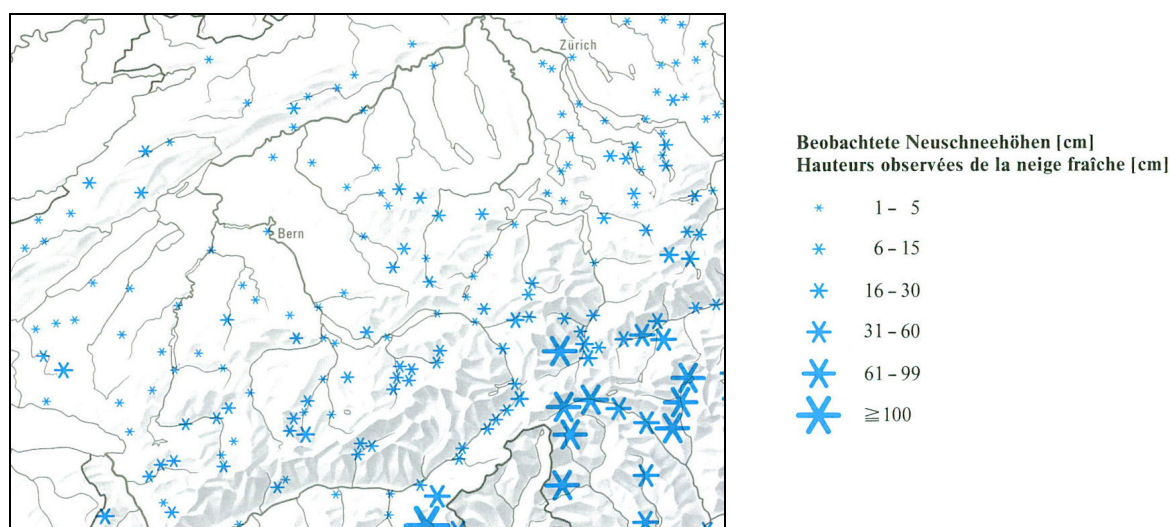 Zürich
Bern
Beobachtete Neuschneehöhen [cm]
Hauteurs observées de la neige fraîche [cm]
1 – 5
6 – 15
16 – 30
31 – 60
61 – 99
≧100